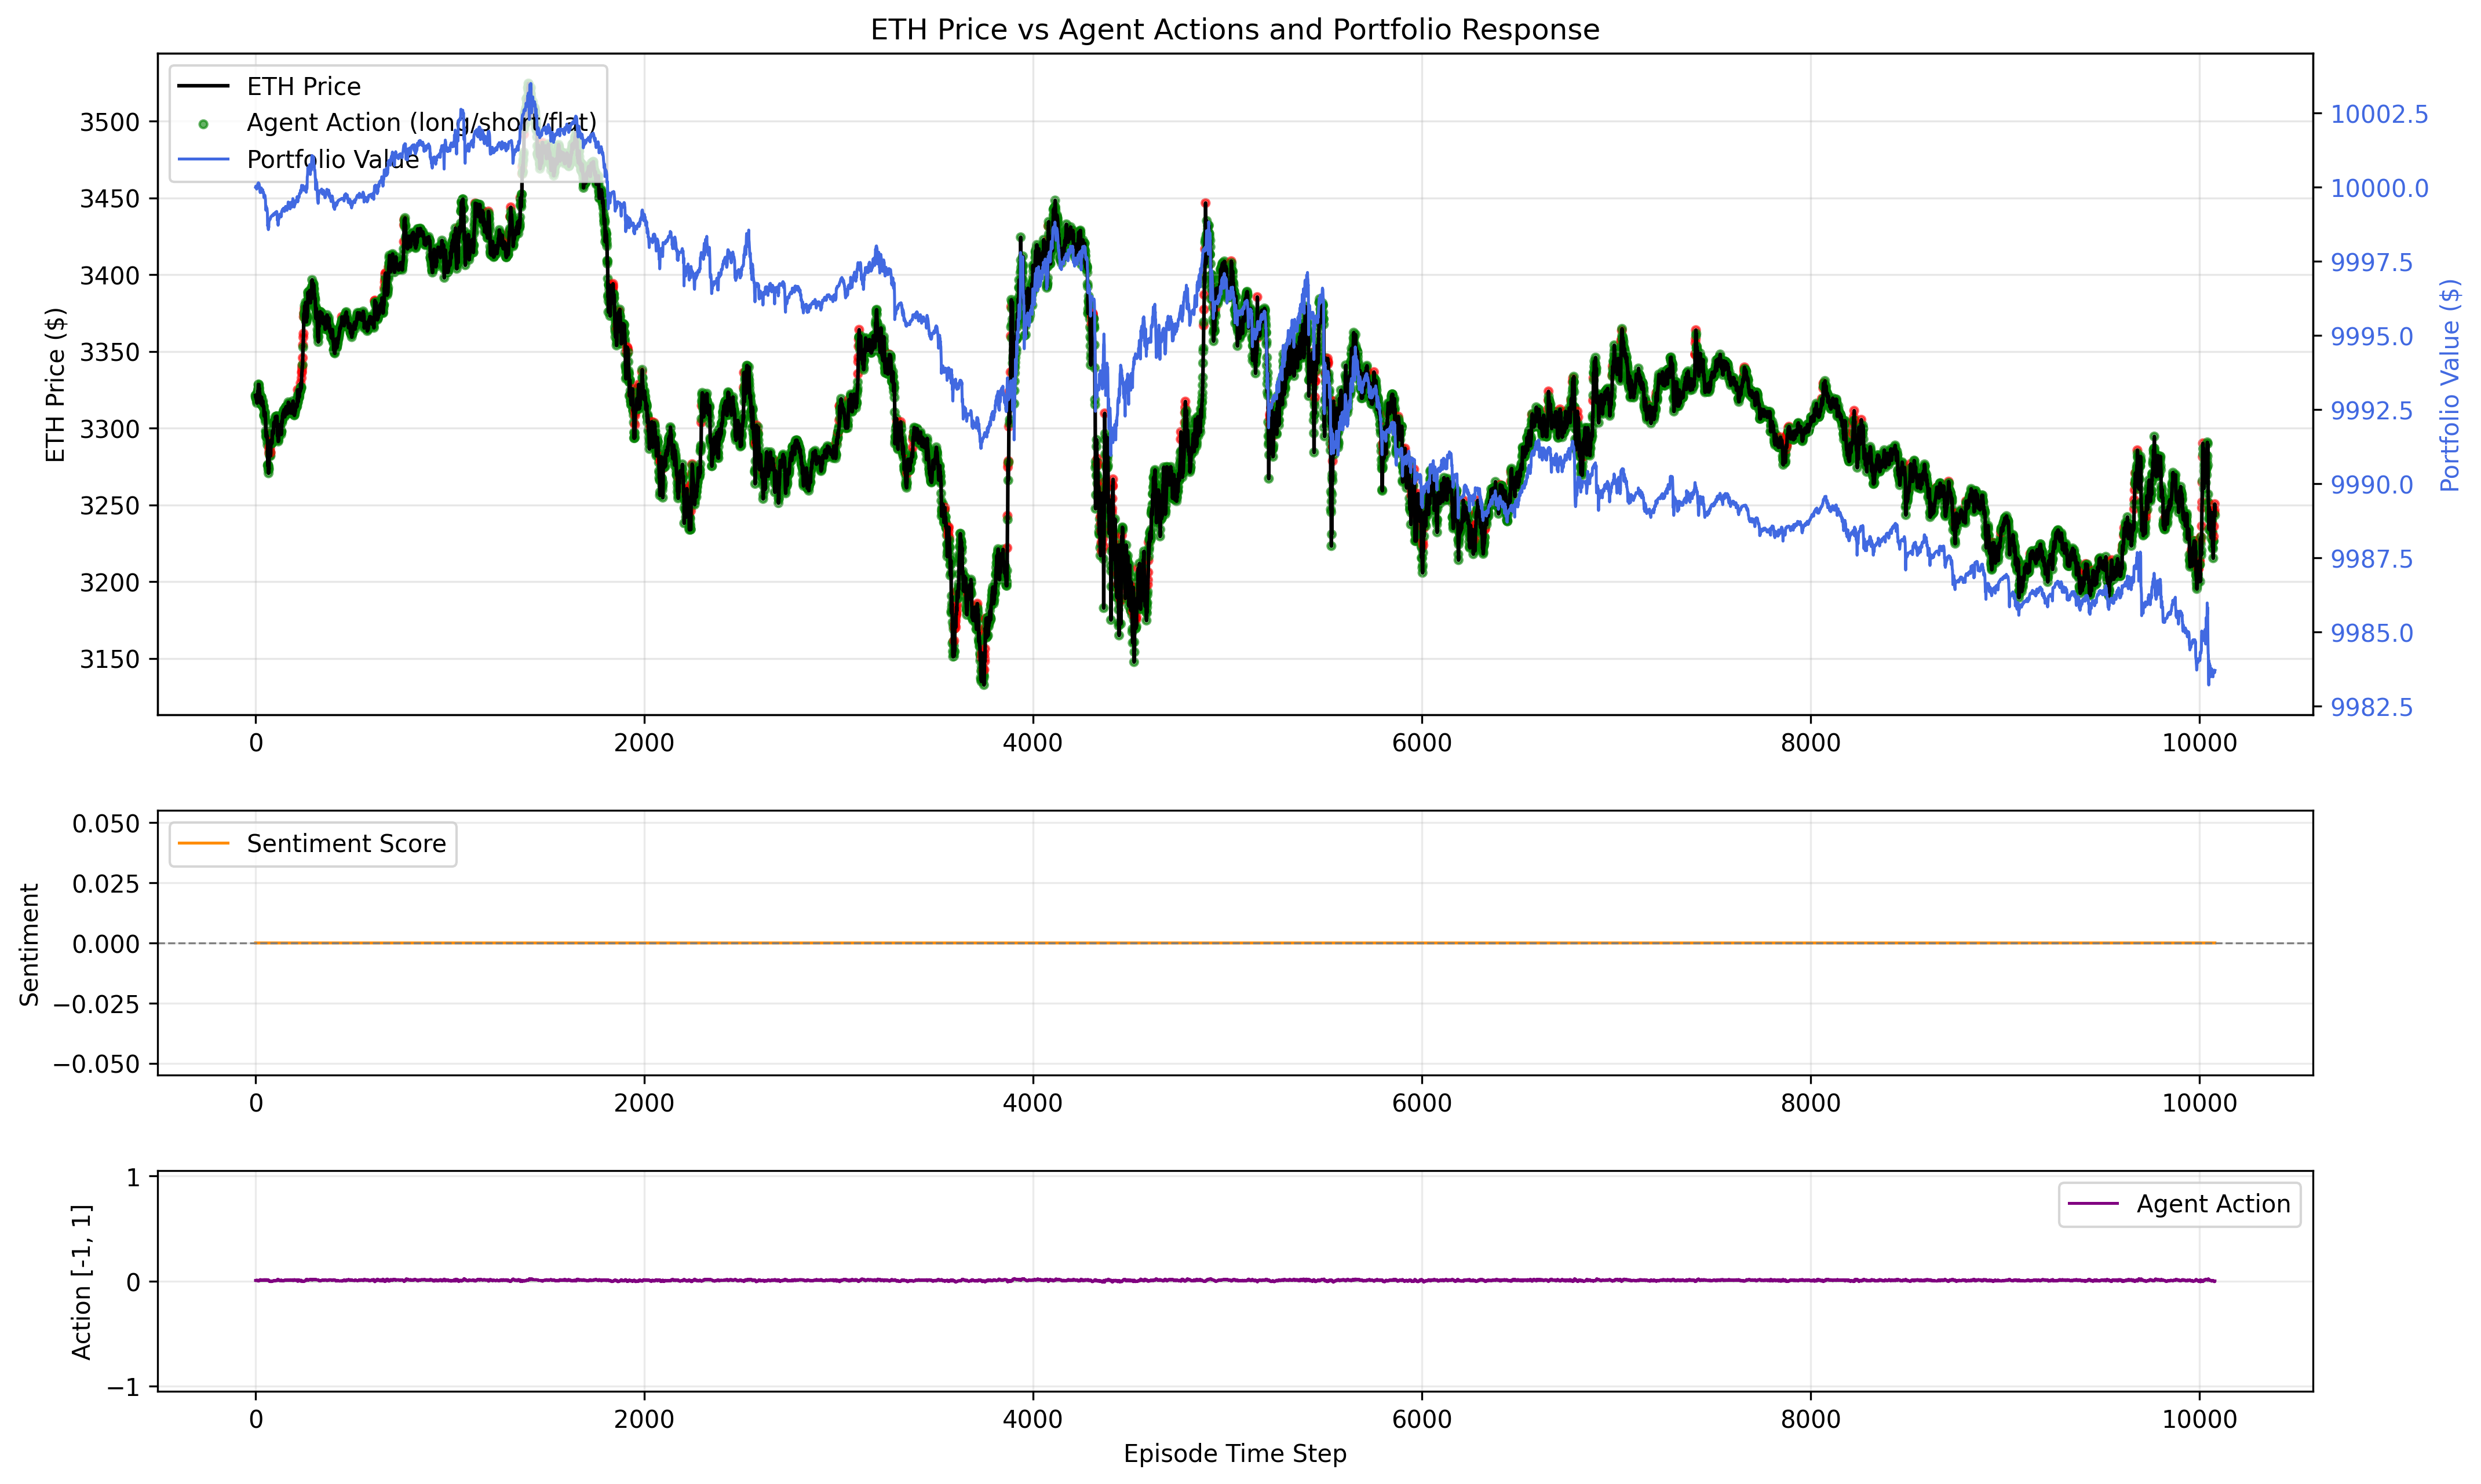 ETH Price vs Agent Actions and Portfolio Response
ETH Price
Agent Action (long/short/flat)
Portfolio Value
3500
3450
3400
3350
3300
3250
3200
3150
ETH Price ($)
10002.5
10000.0
9997.5
9995.0
9992.5
9990.0
9987.5
9985.0
9982.5
Portfolio Value ($)
0 2000 4000 6000 8000 10000
Sentiment Score
0.050
0.025
0.000
−0.025
−0.050
Sentiment
0 2000 4000 6000 8000 10000
Agent Action
1
0
−1
Action [-1, 1]
0 2000 4000 6000 8000 10000
Episode Time Step